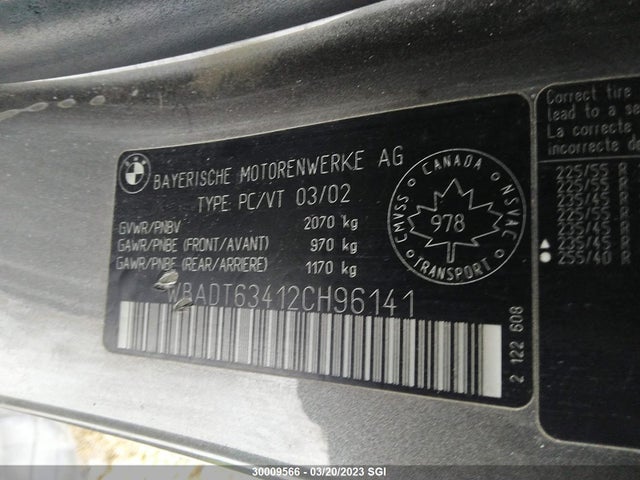 BAYERISCHE MOTORENWERKE AG
TYPE PC/VT 03/02
GVWR/PNBV 2070 kg
GAWR/PNBE (FRONT/AVANT) 970 kg
GAWR/PNBE (REAR/ARRIERE) 1170 kg
WBADT63412CH96141
CANADA
CMVSS
NSVAC
978
TRANSPORT
2 122 608
Correct tire
lead to a se
La correcte
incorrecte d
225/55 R
225/55 R
235/45 R
225/55 R
225/55 R
235/45 R
235/45 R
255/40 R
30009566 - 03/20/2023 SGI